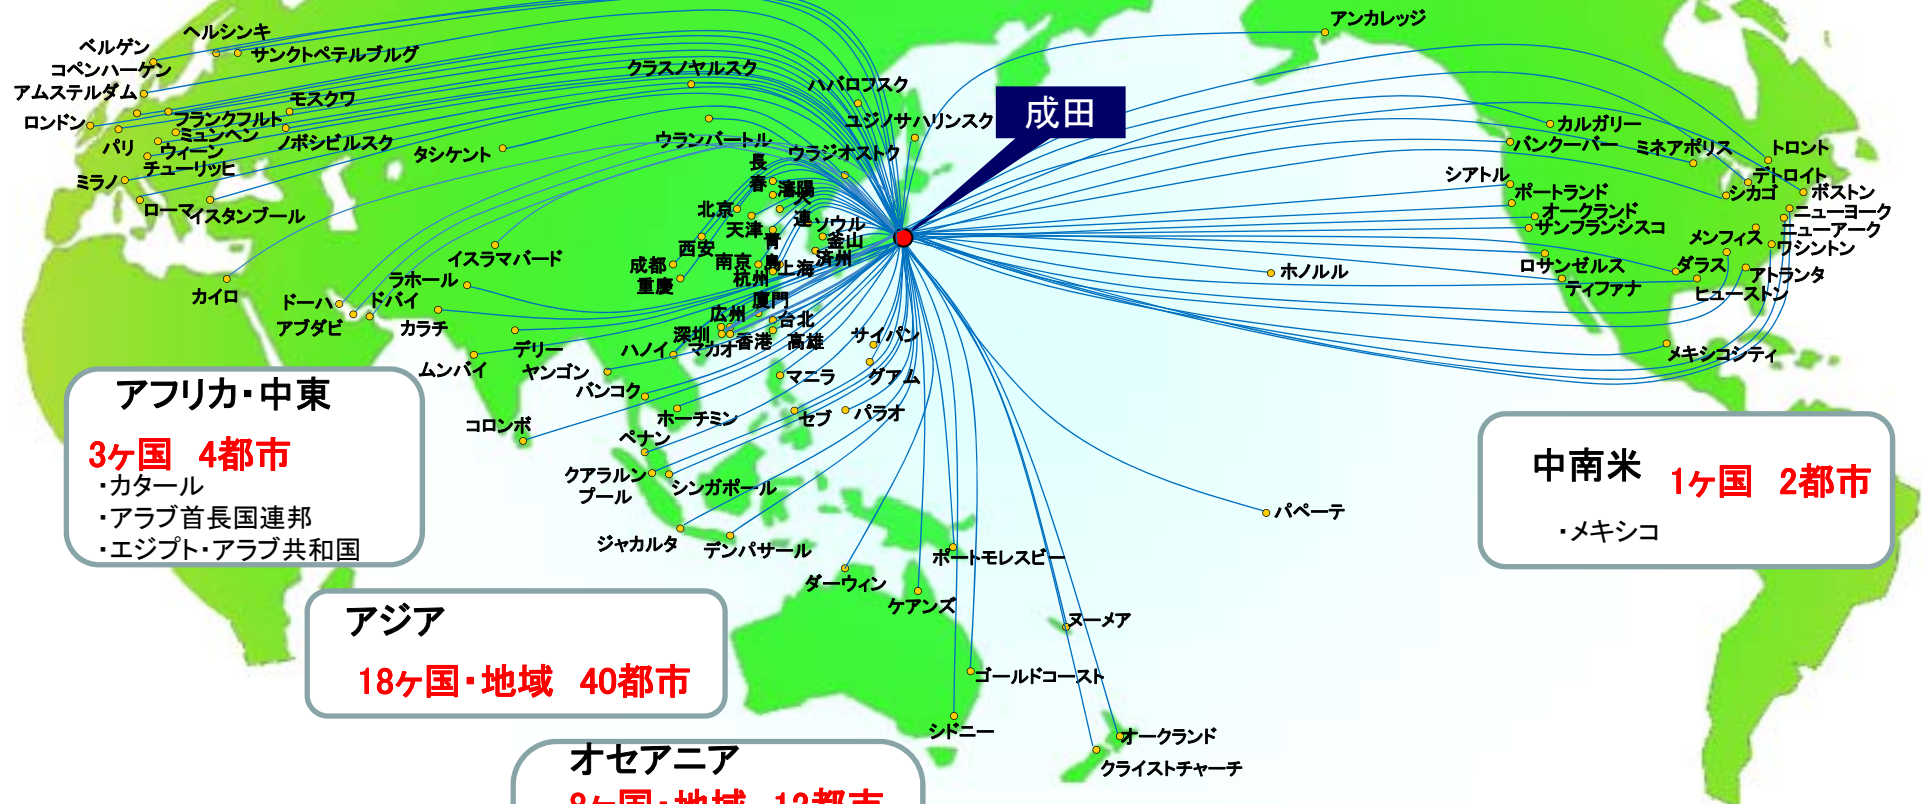 アンカレッジ
ヘルシンキ
ベルゲン
サンクトペテルブルグ
コペンハーゲン
クラスノヤルスク
ハバロフスク
アムステルダム
モスクワ
成田
ロンドン
フランクフルト
ユジノサハリンスク
カルガリー
ミュンヘン
ノボシビルスク
ウランバートル
バンクーバー
ミネアポリス
トロント
パリ
ウィーン
タシケント
ウラジオストク
チューリッヒ
長春
シアトル
デトロイト
ミラノ
瀋陽
ポートランド
シカゴ
ボストン
ローマ
イスタンブール
北京
大連
オークランド
ニューヨーク
天津
ソウル
サンフランシスコ
ニューアーク
青島
釜山
メンフィス
ワシントン
西安
済州
イスラマバード
成都
南京
上海
ロサンゼルス
ダラス
アトランタ
ホノルル
ラホール
重慶
杭州
ティファナ
ヒューストン
カイロ
ドーハ
ドバイ
厦門
アブダビ
カラチ
広州
台北
深圳
マカオ
香港
高雄
サイパン
デリー
ハノイ
メキシコシティ
ムンバイ
ヤンゴン
マニラ
グアム
バンコク
コロンボ
ホーチミン
セブ
パラオ
ペナン
クアラルン
プール
シンガポール
パペーテ
ジャカルタ
デンパサール
ポートモレスビー
ダーウィン
ケアンズ
ヌーメア
ゴールドコースト
シドニー
オークランド
クライストチャーチ
アフリカ・中東
3ヶ国 4都市
・カタール
・アラブ首長国連邦
・エジプト・アラブ共和国
中南米
1ヶ国 2都市
・メキシコ
アジア
18ヶ国・地域 40都市
オセアニア
8ヶ国・地域 12都市